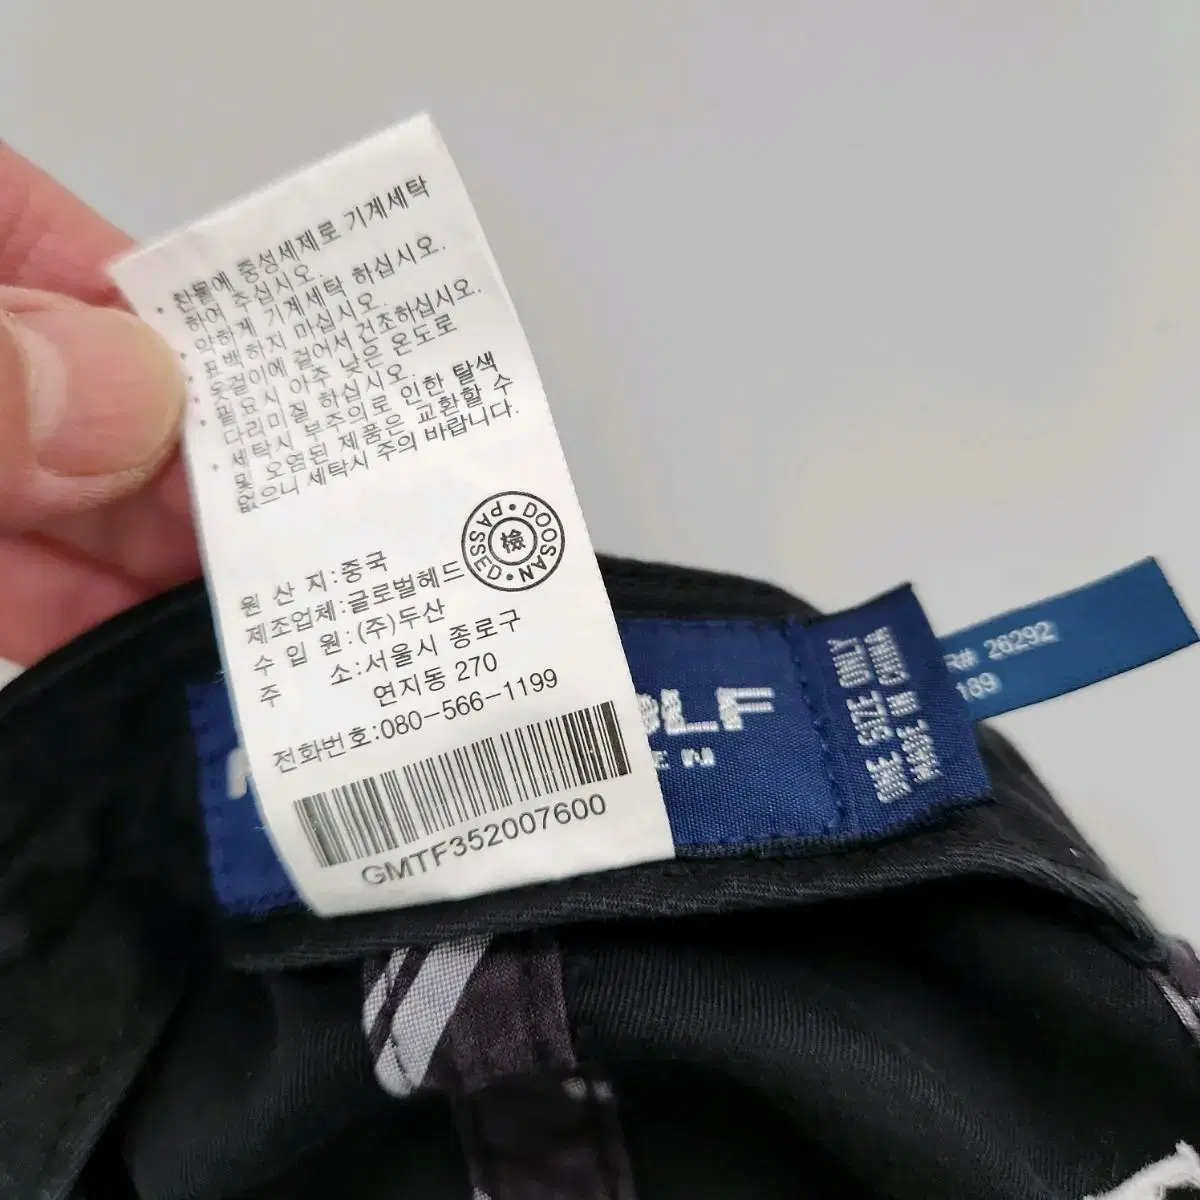 · 찬물에 중성세제로 기계세탁
하여 주십시오.
· 약하게 기계세탁 하십시오.
· 표백하지 마십시오.
· 옷걸이에 걸어서 건조하십시오.
· 필요시 아주 낮은 온도로
다리미질 하십시오.
· 세탁시 부주의로 인한 탈색
및 오염된 제품은 교환할 수
없으니 세탁시 주의 바랍니다.
DOOSAN · PASSED ·
檢
원 산 지:중국
제조업체:글로벌헤드
수 입 원:(주)두산
주 소:서울시 종로구
연지동 270
전화번호:080-566-1199
GMTF352007600
ONE SIZE ONLY
MADE IN CHINA
R# 26292
189